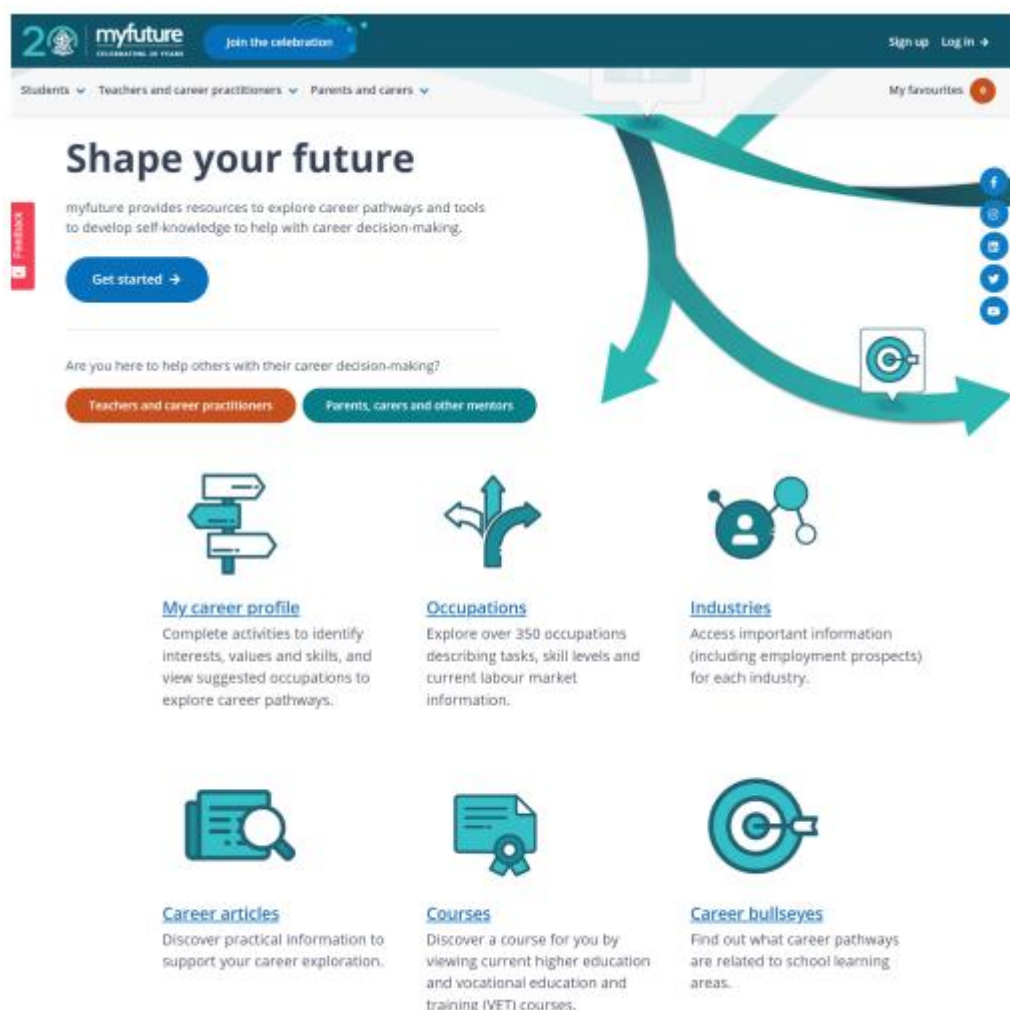 20 myfuture
CELEBRATING 20 YEARS
Join the celebration
Sign up Log in →
Students Teachers and career practitioners Parents and carers
My favourites 0
Shape your future
myfuture provides resources to explore career pathways and tools
to develop self-knowledge to help with career decision-making.
Feedback
Get started →
Are you here to help others with their career decision-making?
Teachers and career practitioners
Parents, carers and other mentors
My career profile
Complete activities to identify
interests, values and skills, and
view suggested occupations to
explore career pathways.
Occupations
Explore over 350 occupations
describing tasks, skill levels and
current labour market
information.
Industries
Access important information
(including employment prospects)
for each industry.
Career articles
Discover practical information to
support your career exploration.
Courses
Discover a course for you by
viewing current higher education
and vocational education and
training (VET) courses.
Career bullseyes
Find out what career pathways
are related to school learning
areas.